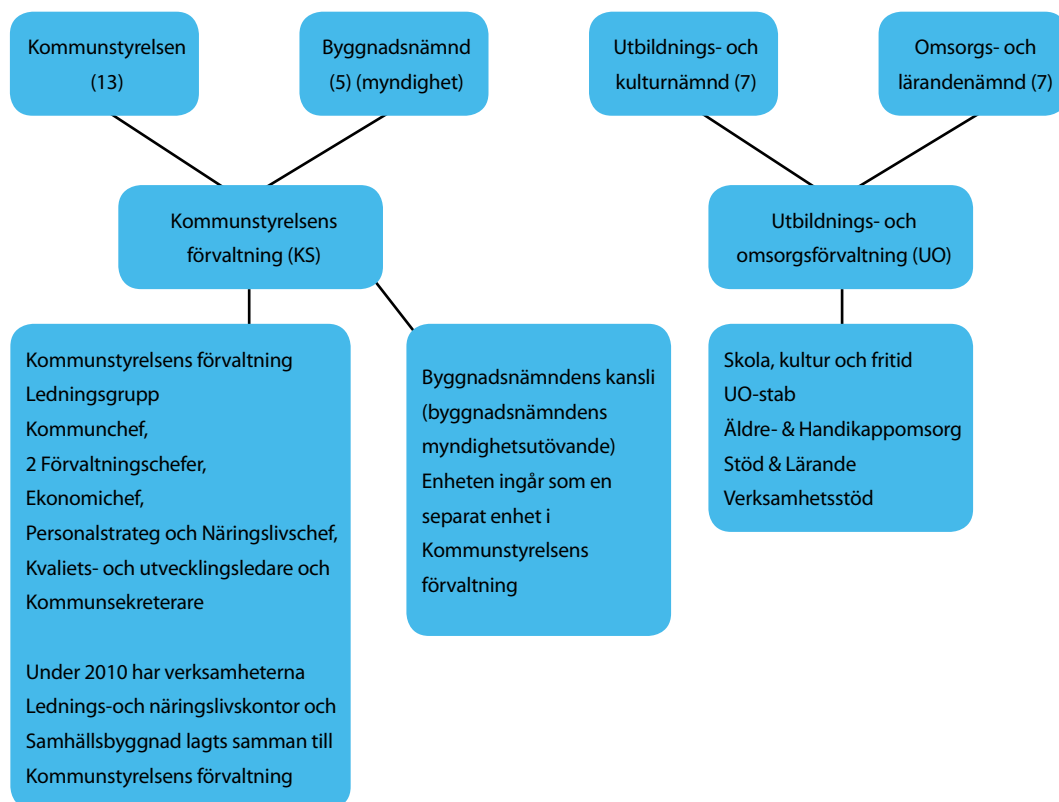 Kommunstyrelsen
(13)
Byggnadsnämnd
(5) (myndighet)
Utbildnings- och
kulturnämnd (7)
Omsorgs- och
lärandenämnd (7)
Kommunstyrelsens
förvaltning (KS)
Utbildnings- och
omsorgsförvaltning (UO)
Kommunstyrelsens förvaltning
Ledningsgrupp
Kommunchef,
2 Förvaltningschefer,
Ekonomichef,
Personalstrateg och Näringslivschef,
Kvaliets- och utvecklingsledare och
Kommunsekreterare
Under 2010 har verksamheterna
Lednings-och näringslivskontor och
Samhällsbyggnad lagts samman till
Kommunstyrelsens förvaltning
Byggnadsnämndens kansli
(byggnadsnämndens
myndighetsutövande)
Enheten ingår som en
separat enhet i
Kommunstyrelsens
förvaltning
Skola, kultur och fritid
UO-stab
Äldre- & Handikappomsorg
Stöd & Lärande
Verksamhetsstöd